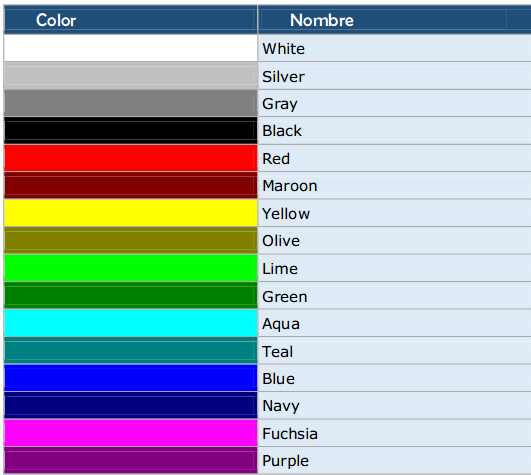 Color Nombre
White
Silver
Gray
Black
Red
Maroon
Yellow
Olive
Lime
Green
Aqua
Teal
Blue
Navy
Fuchsia
Purple